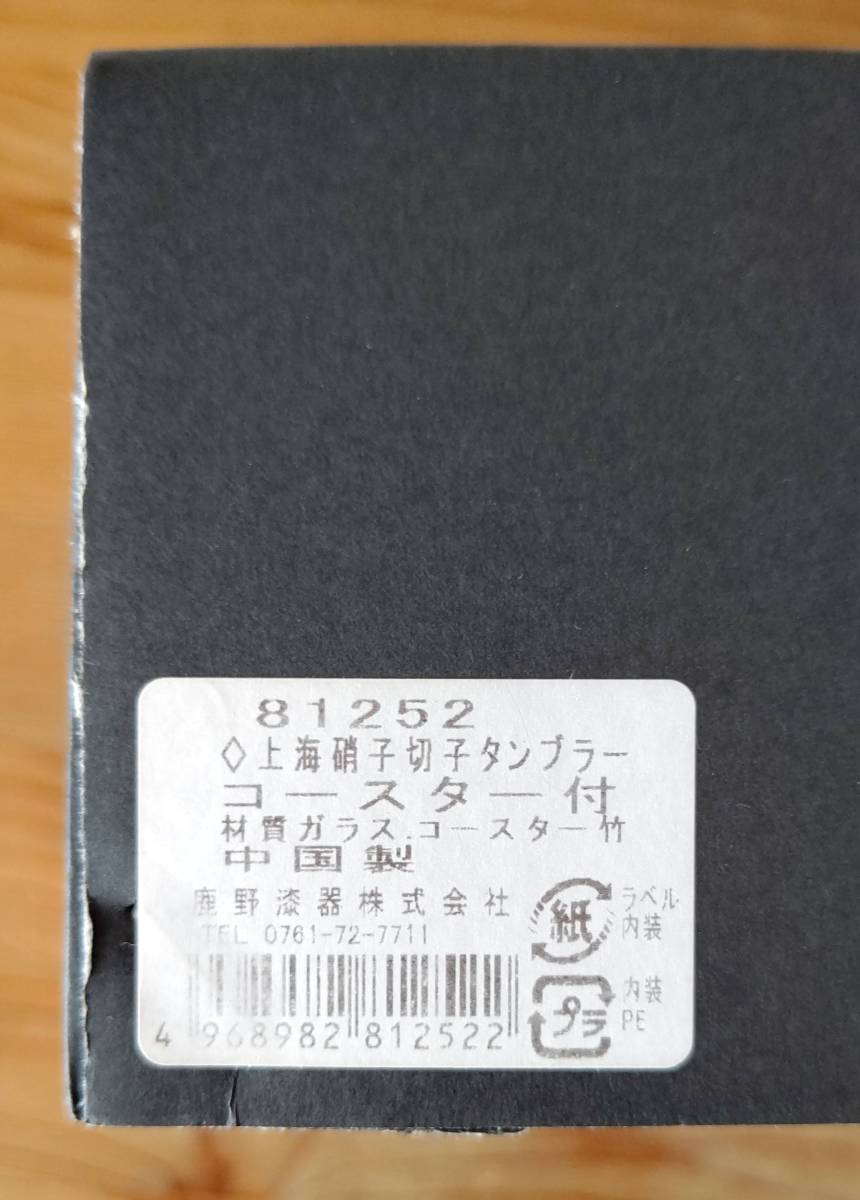 81252
◇上海硝子切子タンブラー
コースター付
材質ガラス.コースター竹
中国製
鹿野漆器株式会社
TEL 0761-72-7711
4 968982 812522
紙
ラベル
内装
プラ
内装
PE